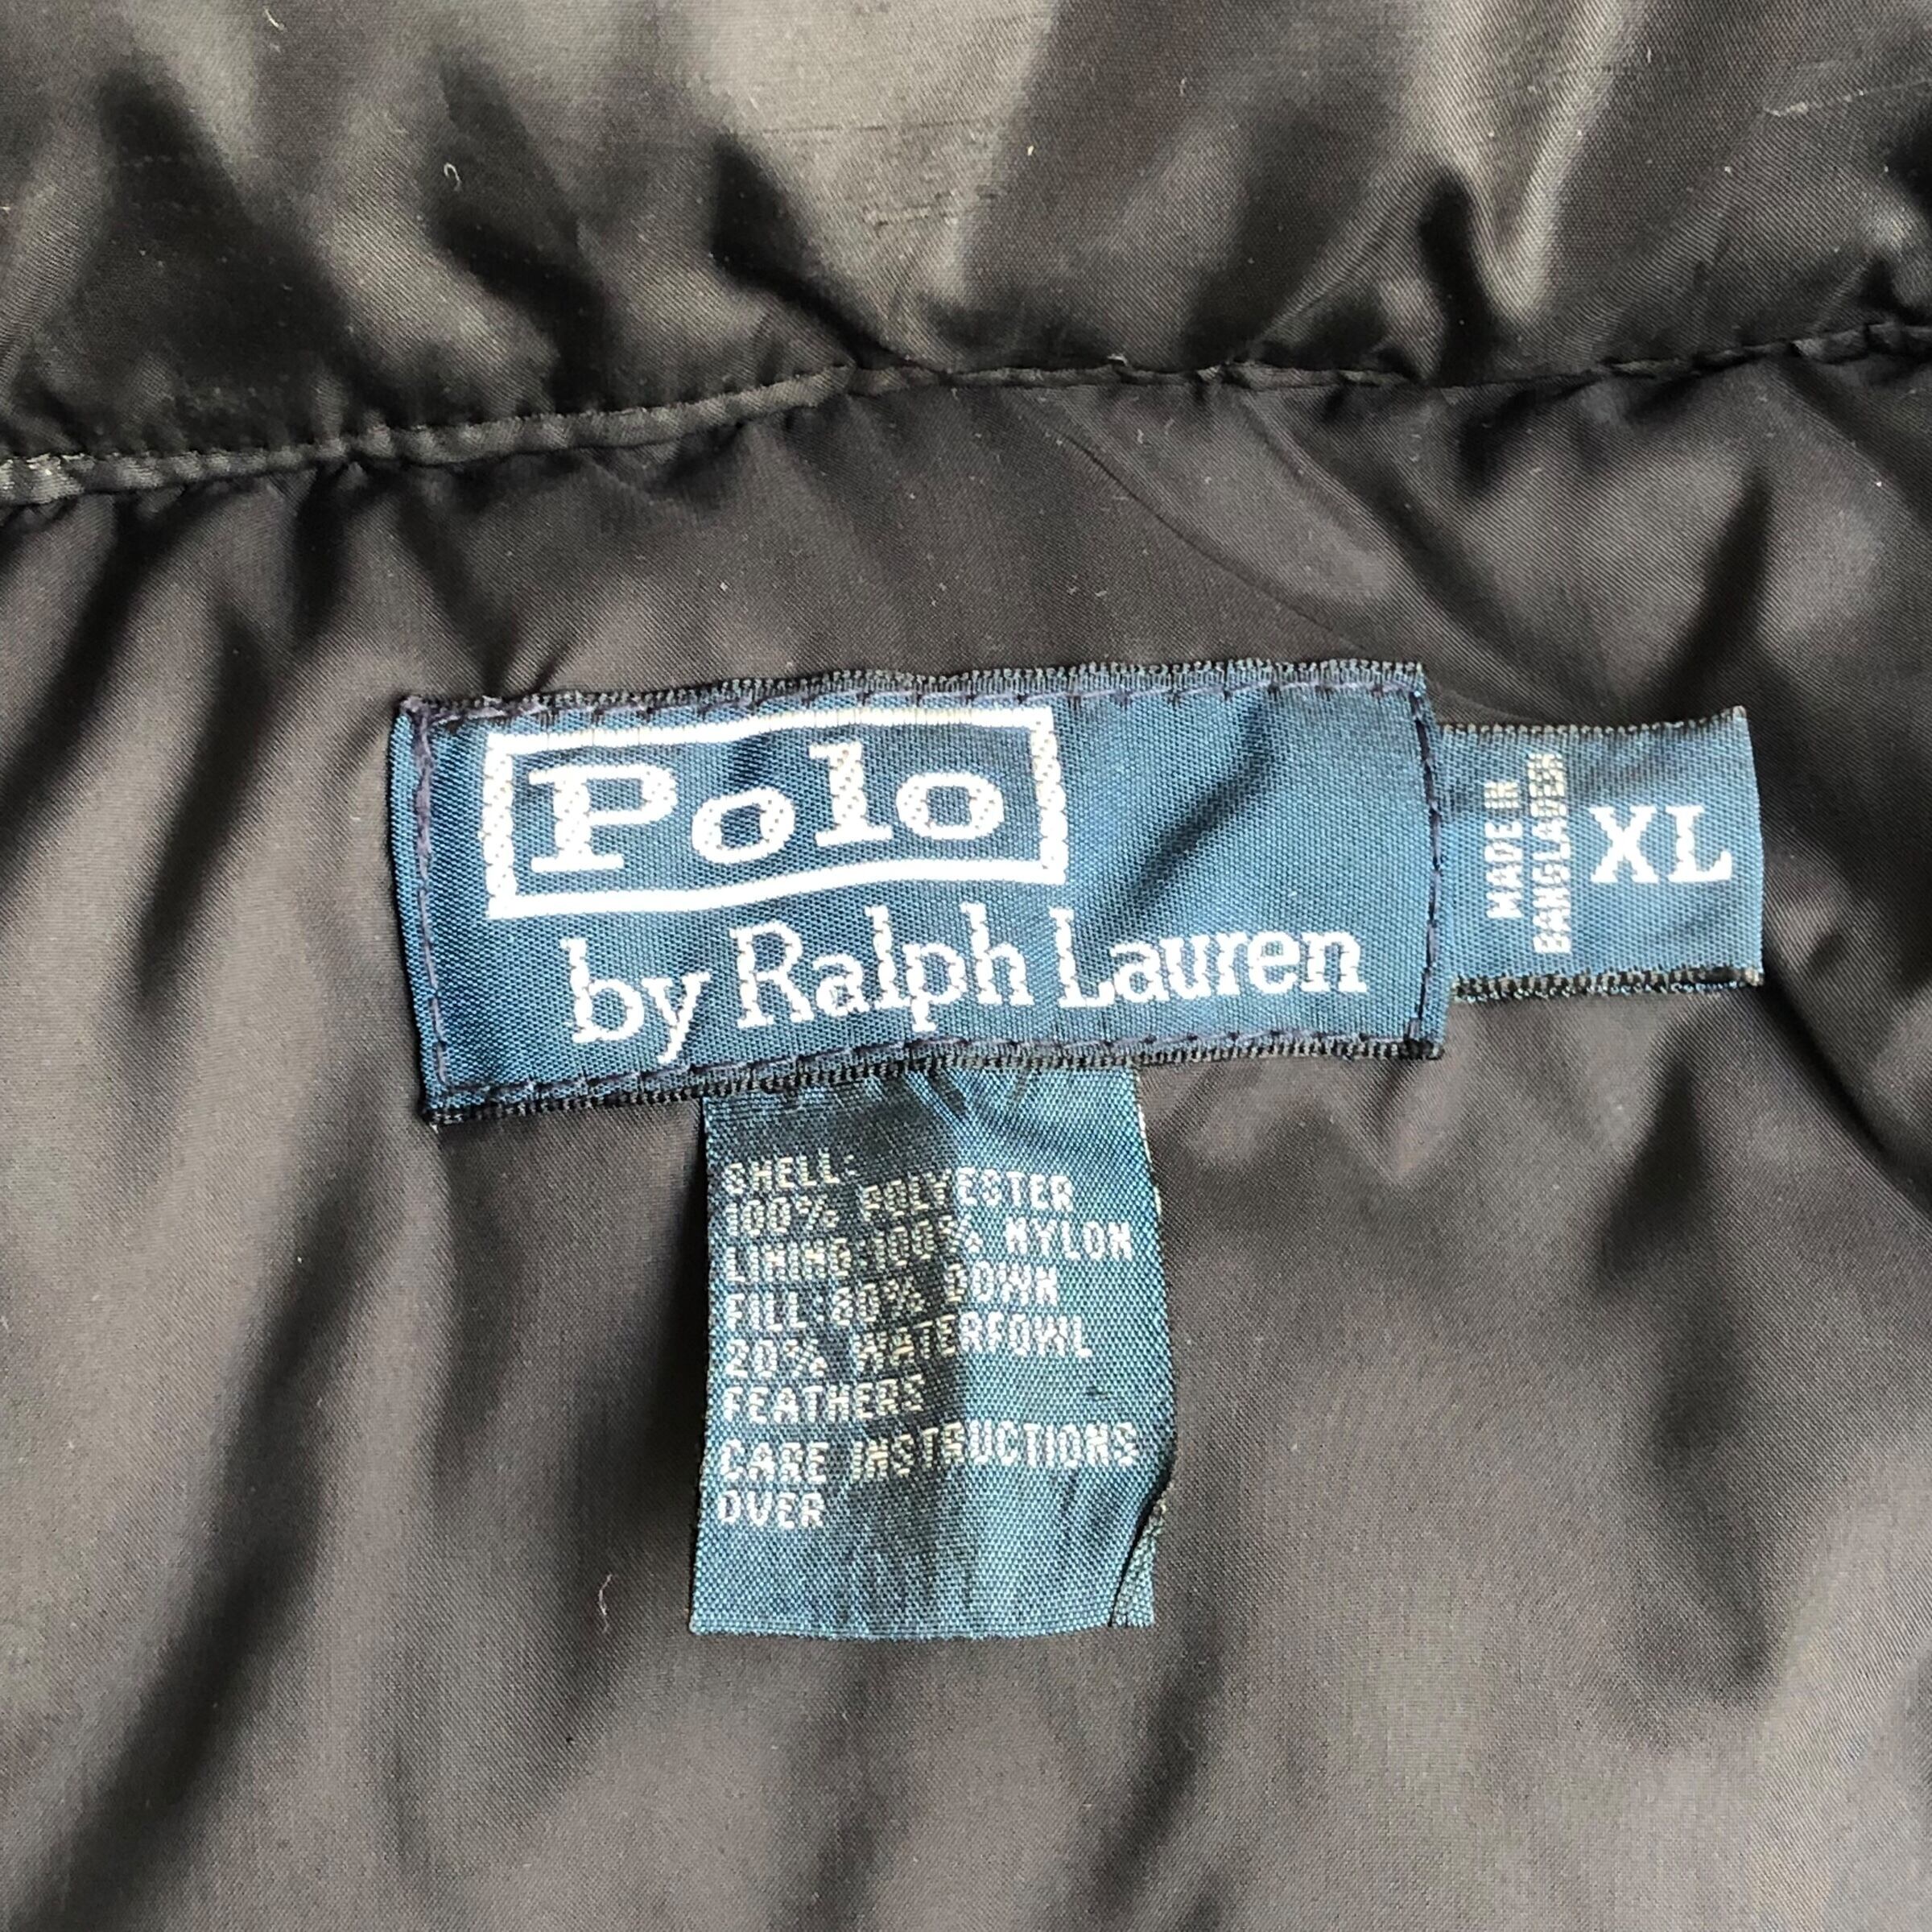 Polo
by Ralph Lauren
MADE IN
BANGLADESH
XL
SHELL:
100% POLYESTER
LINING:100% NYLON
FILL:80% DOWN
20% WATERFOWL
FEATHERS
CARE INSTRUCTIONS
OVER